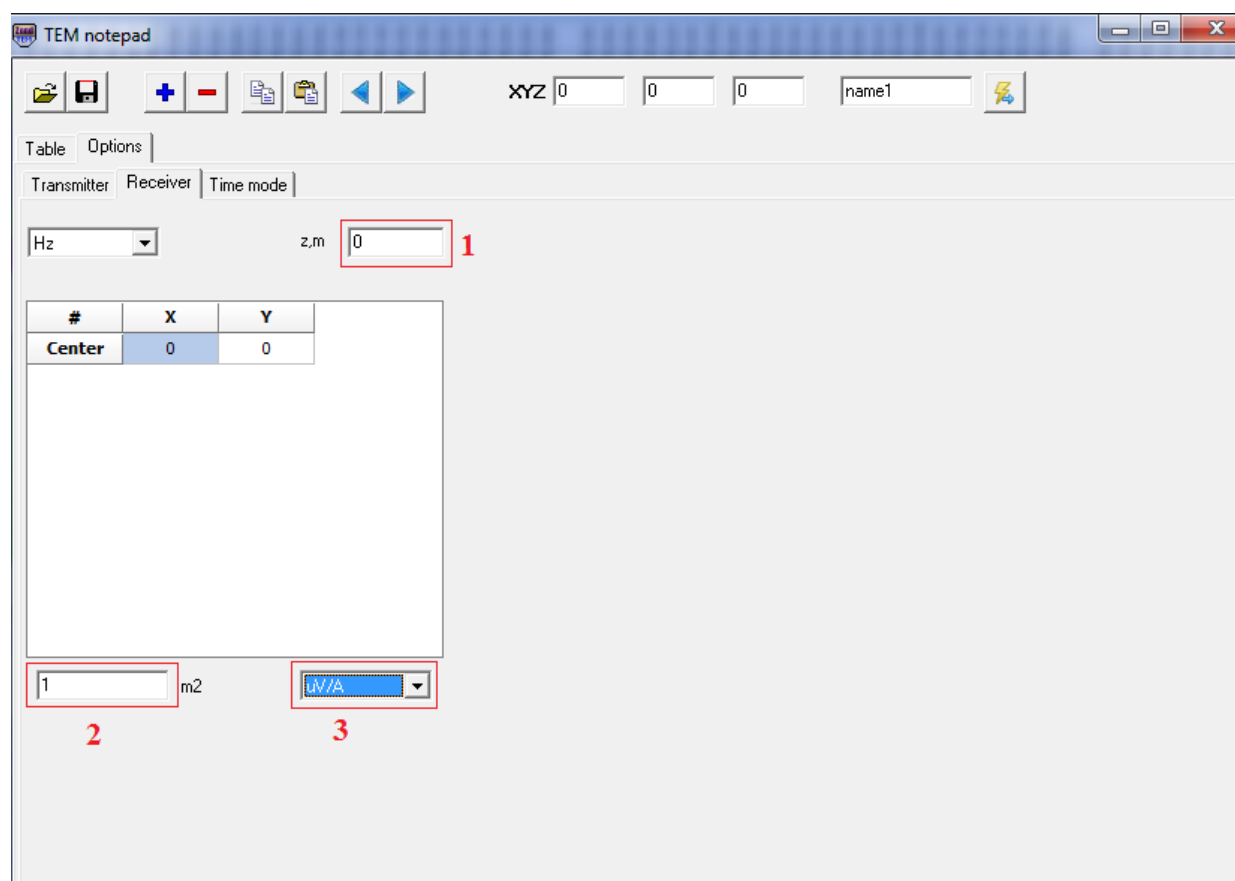 TEM notepad
XYZ 0 0 0 name1
Table Options
Transmitter Receiver Time mode
Hz z,m 0 1
# X Y
Center 0 0
1 m2 uV/A
2 3